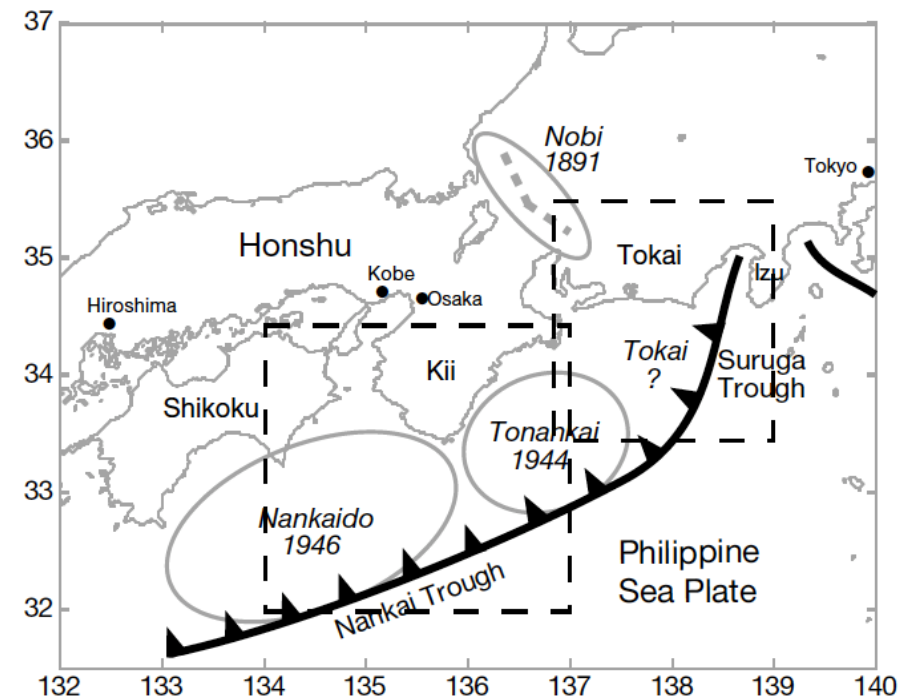 37
36
35
34
33
32
132
133
134
135
136
137
138
139
140
Nobi
1891
Tokyo
Honshu
Tokai
Izu
Kobe
Osaka
Hiroshima
Kii
Tokai
?
Suruga
Trough
Shikoku
Tonankai
1944
Nankaido
1946
Philippine
Sea Plate
Nankai Trough